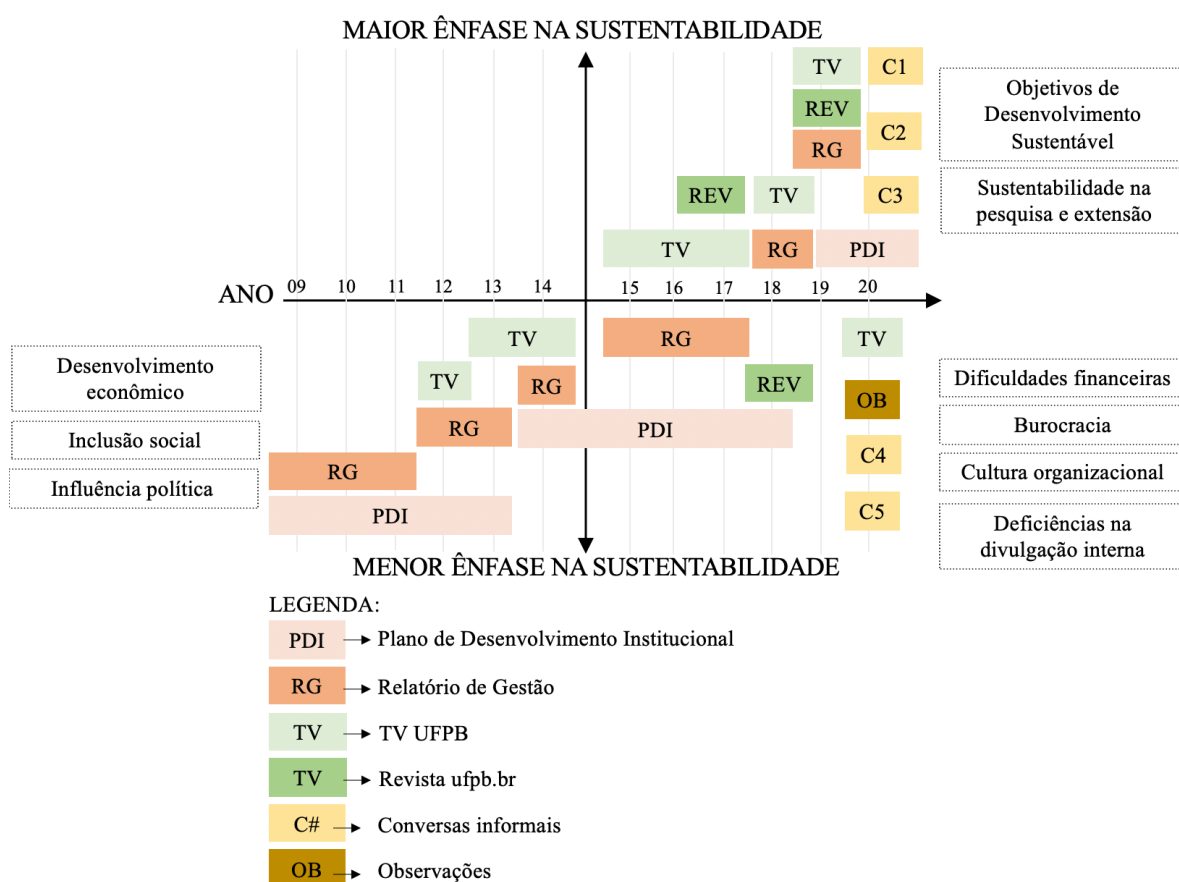 MAIOR ÊNFASE NA SUSTENTABILIDADE
TV
C1
REV
C2
RG
Objetivos de
Desenvolvimento
Sustentável
REV
TV
C3
Sustentabilidade na
pesquisa e extensão
TV
RG
PDI
ANO
09 10 11 12 13 14 15 16 17 18 19 20
TV
RG
TV
Desenvolvimento
econômico
TV
RG
REV
OB
Dificuldades financeiras
Inclusão social
RG
PDI
Burocracia
C4
RG
Influência política
Cultura organizacional
PDI
C5
Deficiências na
divulgação interna
MENOR ÊNFASE NA SUSTENTABILIDADE
LEGENDA:
PDI Plano de Desenvolvimento Institucional
RG Relatório de Gestão
TV TV UFPB
TV Revista ufpb.br
C# Conversas informais
OB Observações